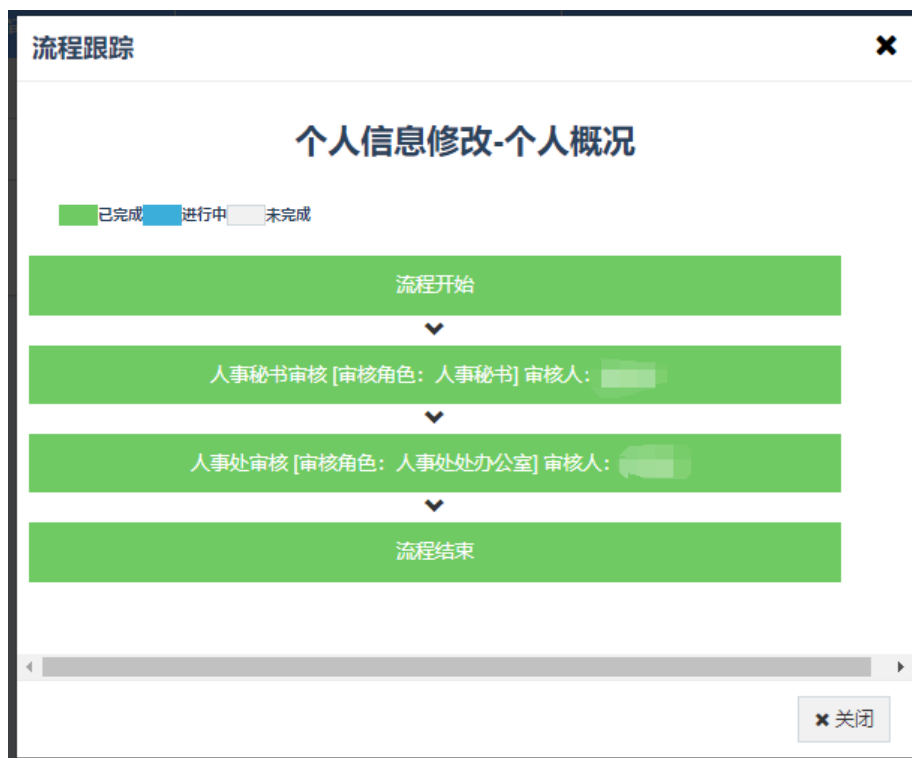 流程跟踪
个人信息修改-个人概况
已完成 进行中 未完成
流程开始
人事秘书审核 [审核角色：人事秘书] 审核人：
人事处审核 [审核角色：人事处处办公室] 审核人：
流程结束
关闭